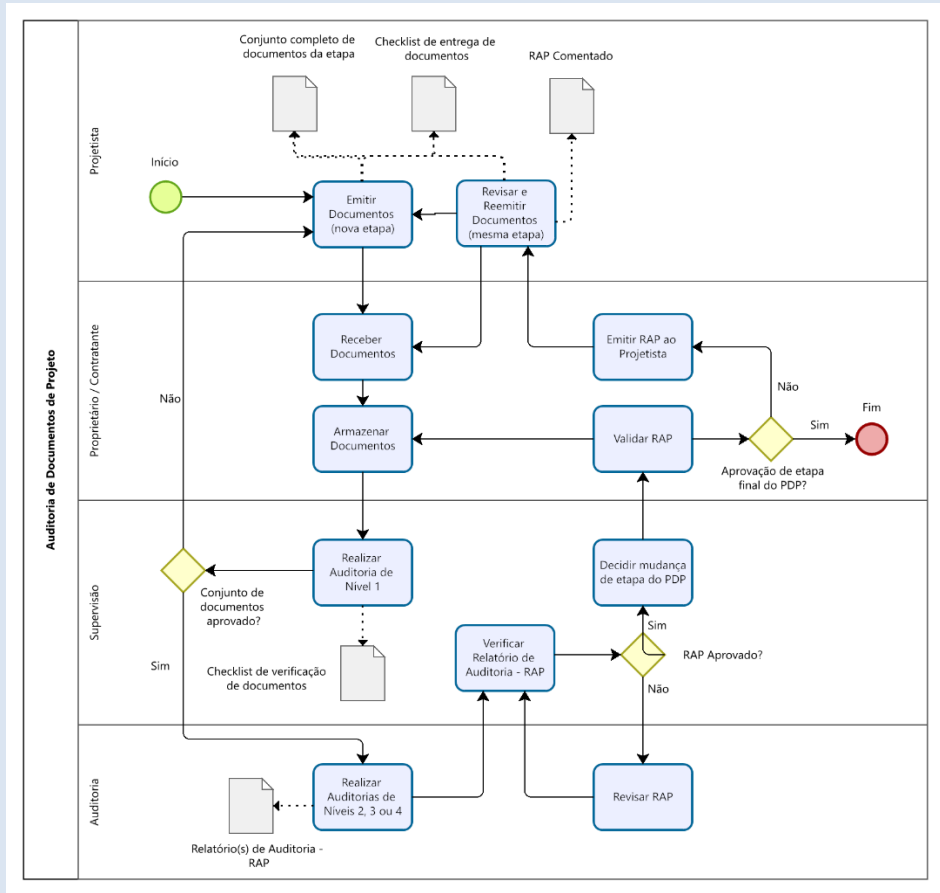 Auditoria de Documentos de Projeto
Projetista
Conjunto completo de
documentos da etapa
Checklist de entrega de
documentos
RAP Comentado
Início
Emitir
Documentos
(nova etapa)
Revisar e
Reemitir
Documentos
(mesma etapa)
Proprietário / Contratante
Receber
Documentos
Emitir RAP ao
Projetista
Não
Não
Fim
Sim
Armazenar
Documentos
Validar RAP
Aprovação de etapa
final do PDP?
Supervisão
Realizar
Auditoria de
Nível 1
Decidir mudança
de etapa do PDP
Conjunto de
documentos
aprovado?
Sim
Verificar
Relatório de
Auditoria - RAP
RAP Aprovado?
Sim
Checklist de verificação
de documentos
Não
Auditoria
Realizar
Auditorias de
Níveis 2, 3 ou 4
Revisar RAP
Relatório(s) de Auditoria -
RAP